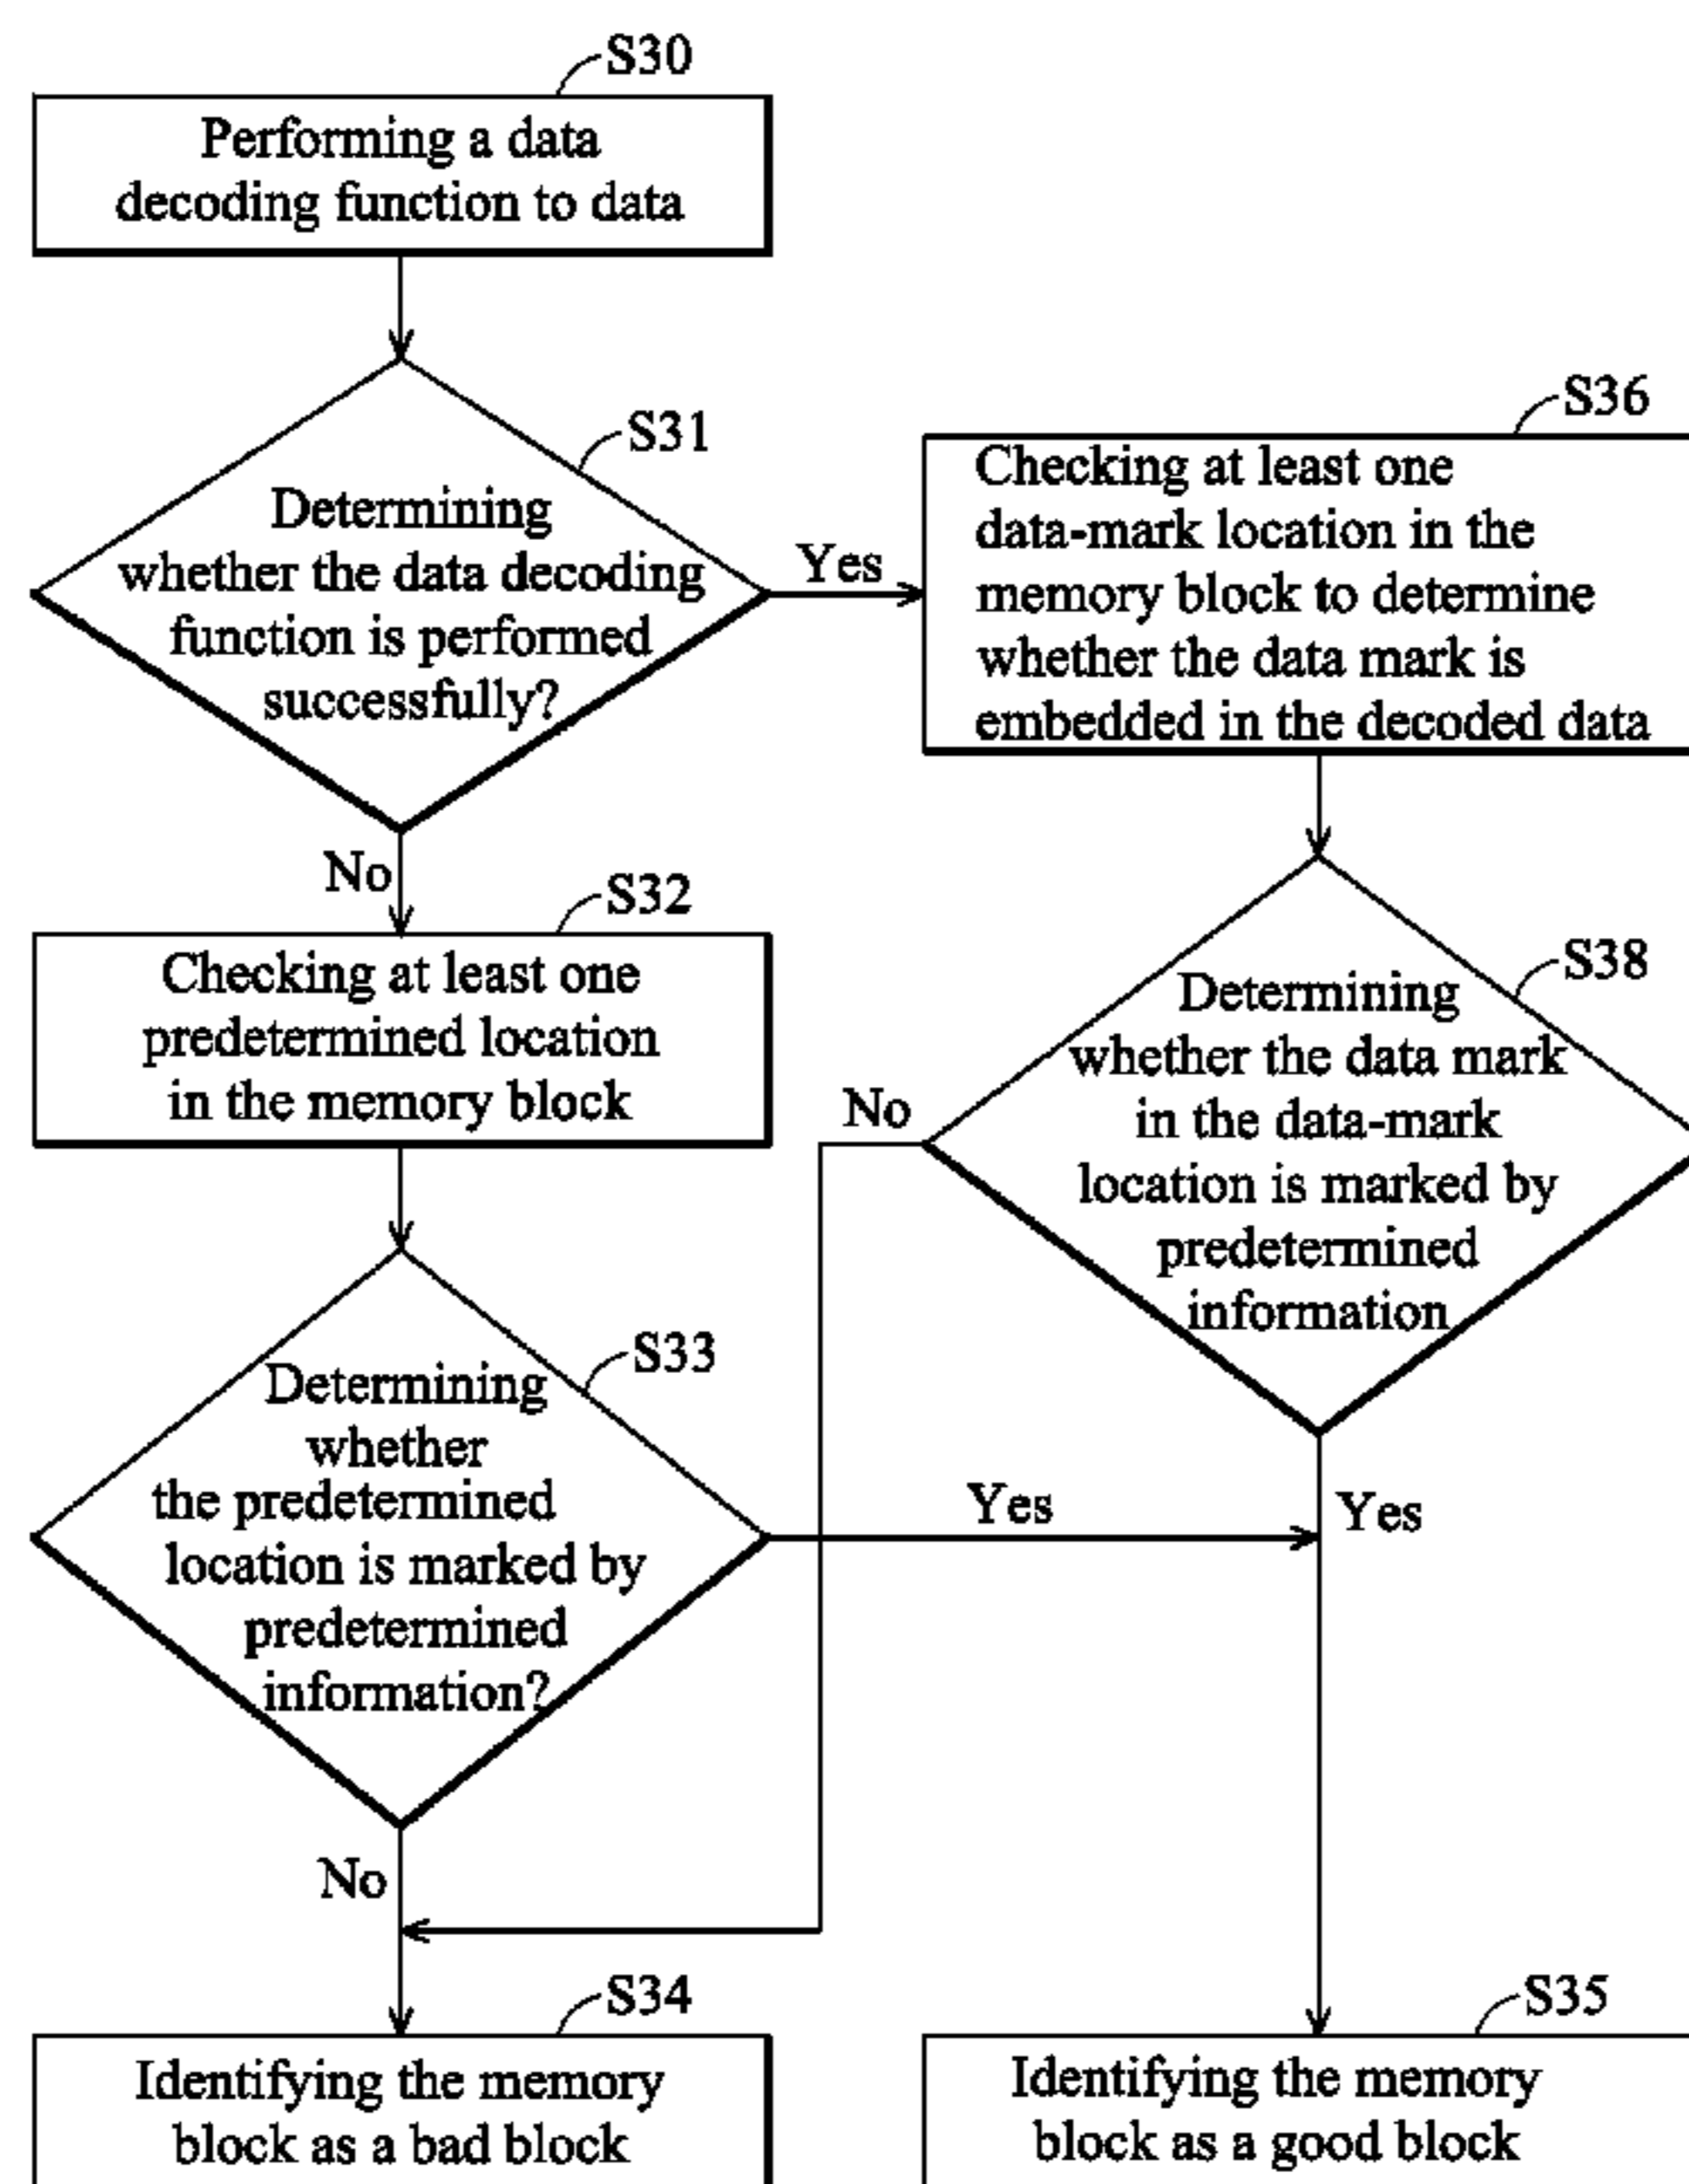 S30
Performing a data
decoding function to data
S31
Determining
whether the data decoding
function is performed
successfully?
Yes
No
S36
Checking at least one
data-mark location in the
memory block to determine
whether the data mark is
embedded in the decoded data
S32
Checking at least one
predetermined location
in the memory block
S38
Determining
whether the data mark
in the data-mark
location is marked by
predetermined
information
No
Yes
S33
Determining
whether
the predetermined
location is marked by
predetermined
information?
Yes
No
S34
Identifying the memory
block as a bad block
S35
Identifying the memory
block as a good block